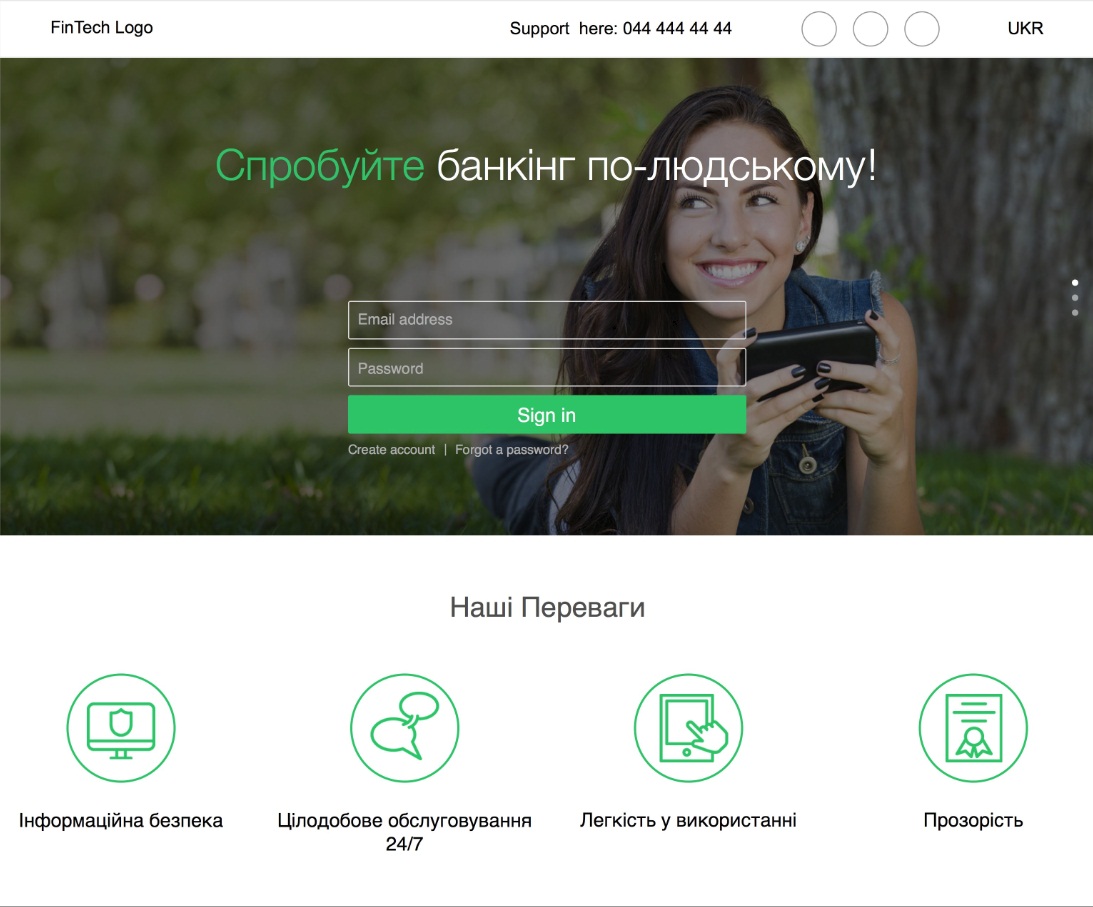 FinTech Logo
Support  here: 044 444 44 44
UKR
Спробуйте банкінг по-людському!
Email address
Password
Sign in
Create account  |  Forgot a password?
Наші Переваги
Інформаційна безпека
Цілодобове обслуговування
24/7
Легкість у використанні
Прозорість